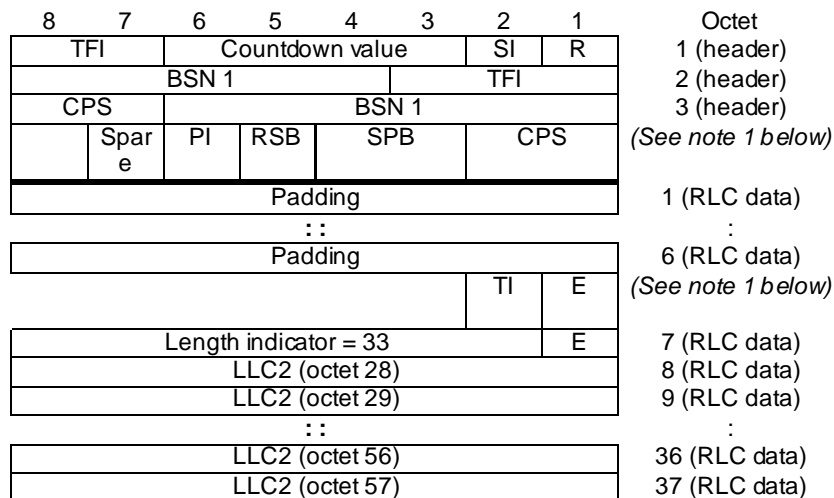 8 7 6 5 4 3 2 1 Octet
TFI Countdown value SI R 1 (header)
BSN 1 TFI 2 (header)
CPS BSN 1 3 (header)
Spar PI RSB SPB CPS (See note 1 below)
e
Padding 1 (RLC data)
: : :
Padding 6 (RLC data)
TI E (See note 1 below)
Length indicator = 33 E 7 (RLC data)
LLC2 (octet 28) 8 (RLC data)
LLC2 (octet 29) 9 (RLC data)
: : :
LLC2 (octet 56) 36 (RLC data)
LLC2 (octet 57) 37 (RLC data)